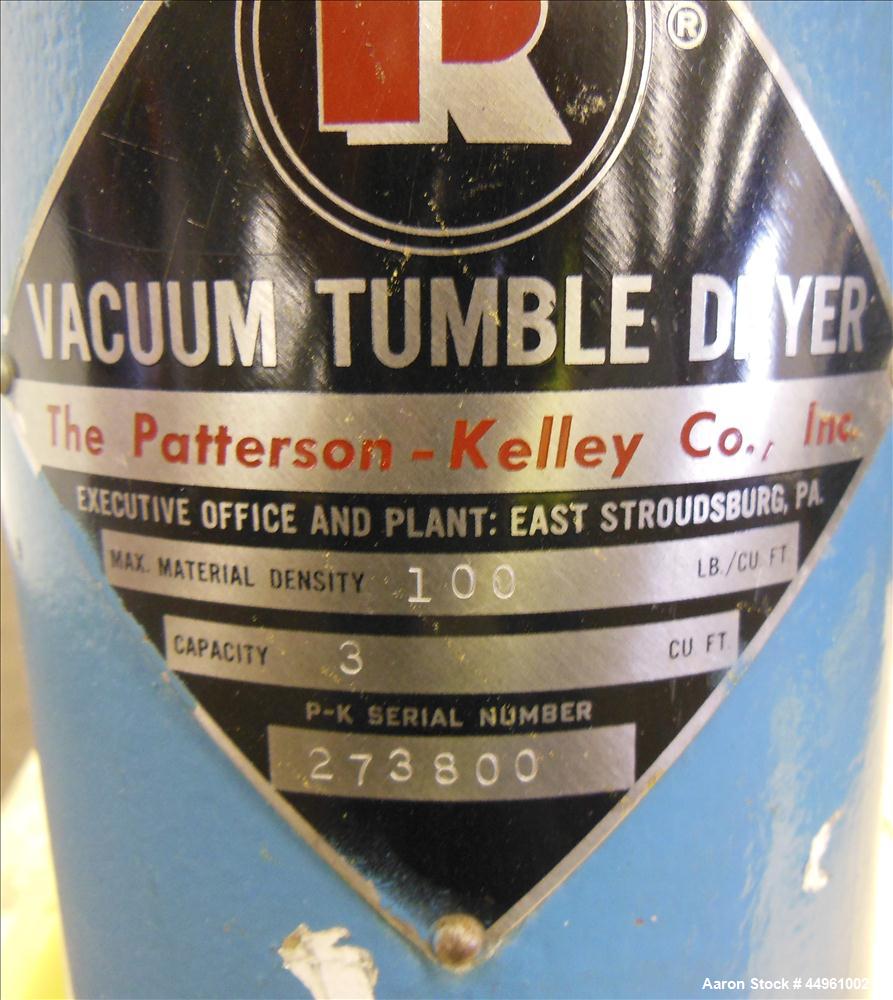 R ®
VACUUM TUMBLE DRYER
The Patterson-Kelley Co., Inc.
EXECUTIVE OFFICE AND PLANT: EAST STROUDSBURG, PA.
MAX. MATERIAL DENSITY 100 LB./CU. FT.
CAPACITY 3 CU. FT.
P-K SERIAL NUMBER
273800
Aaron Stock # 44961002